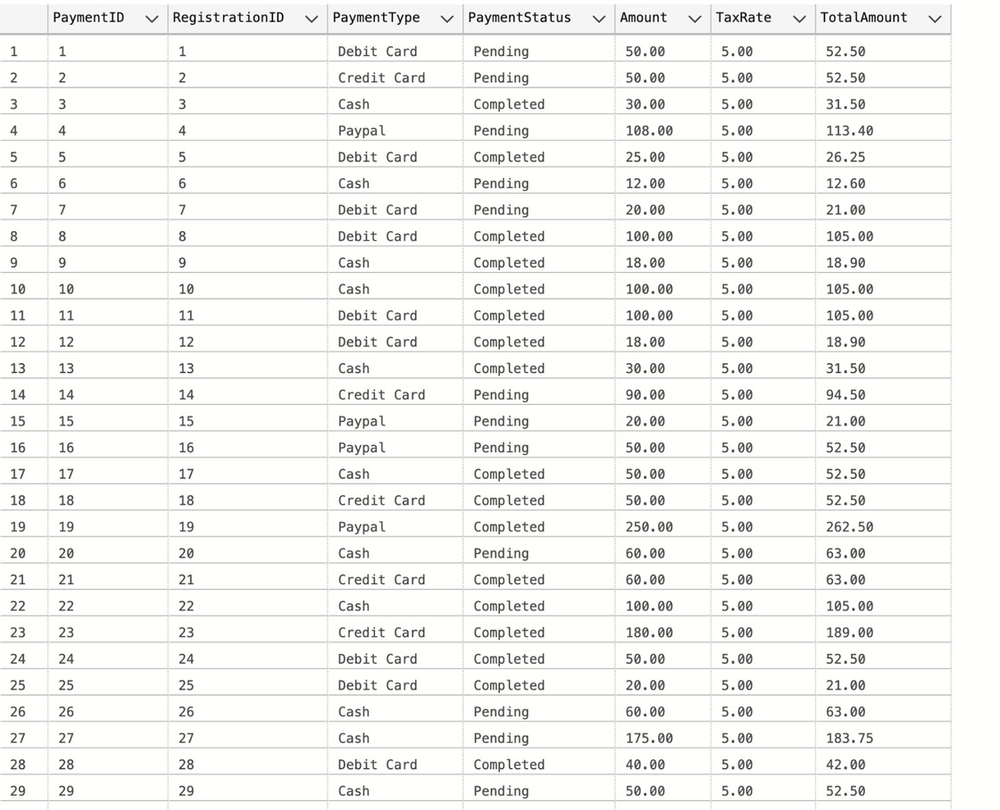 PaymentID RegistrationID PaymentType PaymentStatus Amount TaxRate TotalAmount
1 1 1 Debit Card Pending 50.00 5.00 52.50
2 2 2 Credit Card Pending 50.00 5.00 52.50
3 3 3 Cash Completed 30.00 5.00 31.50
4 4 4 Paypal Pending 108.00 5.00 113.40
5 5 5 Debit Card Completed 25.00 5.00 26.25
6 6 6 Cash Pending 12.00 5.00 12.60
7 7 7 Debit Card Pending 20.00 5.00 21.00
8 8 8 Debit Card Completed 100.00 5.00 105.00
9 9 9 Cash Completed 18.00 5.00 18.90
10 10 10 Cash Completed 100.00 5.00 105.00
11 11 11 Debit Card Completed 100.00 5.00 105.00
12 12 12 Debit Card Completed 18.00 5.00 18.90
13 13 13 Cash Completed 30.00 5.00 31.50
14 14 14 Credit Card Pending 90.00 5.00 94.50
15 15 15 Paypal Pending 20.00 5.00 21.00
16 16 16 Paypal Pending 50.00 5.00 52.50
17 17 17 Cash Completed 50.00 5.00 52.50
18 18 18 Credit Card Completed 50.00 5.00 52.50
19 19 19 Paypal Completed 250.00 5.00 262.50
20 20 20 Cash Pending 60.00 5.00 63.00
21 21 21 Credit Card Completed 60.00 5.00 63.00
22 22 22 Cash Completed 100.00 5.00 105.00
23 23 23 Credit Card Completed 180.00 5.00 189.00
24 24 24 Debit Card Completed 50.00 5.00 52.50
25 25 25 Debit Card Completed 20.00 5.00 21.00
26 26 26 Cash Pending 60.00 5.00 63.00
27 27 27 Cash Pending 175.00 5.00 183.75
28 28 28 Debit Card Completed 40.00 5.00 42.00
29 29 29 Cash Pending 50.00 5.00 52.50